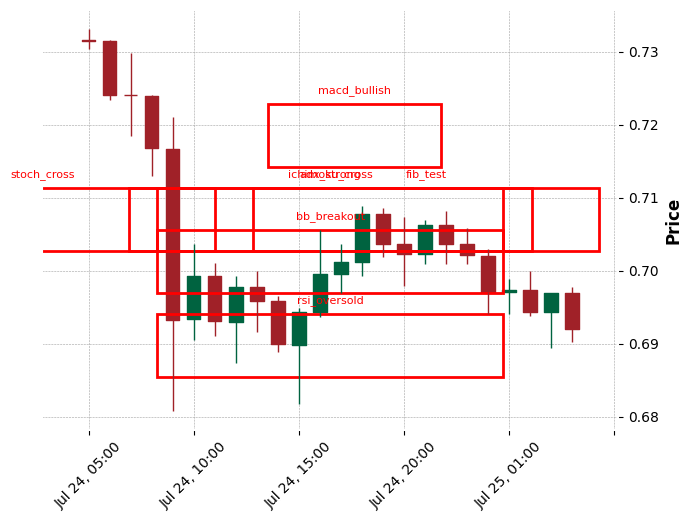 0.73
macd_bullish
0.72
stoch_cross
fib_test
0.71
bb_breakout
Price
0.70
rsi_oversold
0.69
0.68
Jul 24, 05:00
Jul 24, 10:00
Jul 24, 15:00
Jul 24, 20:00
Jul 25, 01:00